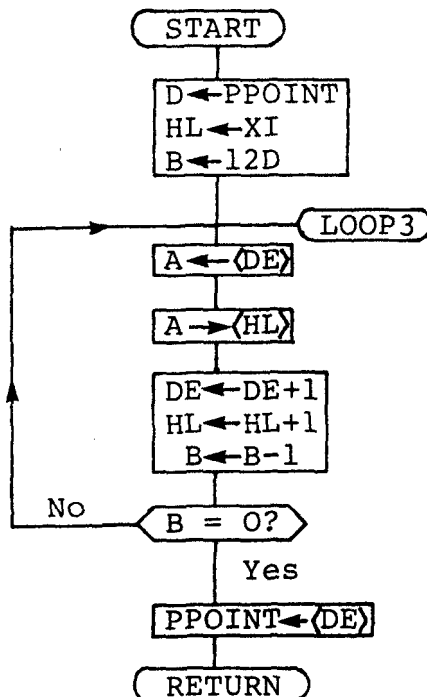 START
D←PPOINT
HL←XI
B←12D
LOOP3
A←⟨DE⟩
A→⟨HL⟩
DE←DE+1
HL←HL+1
B←B-1
No
B = 0?
Yes
PPOINT←⟨DE⟩
RETURN